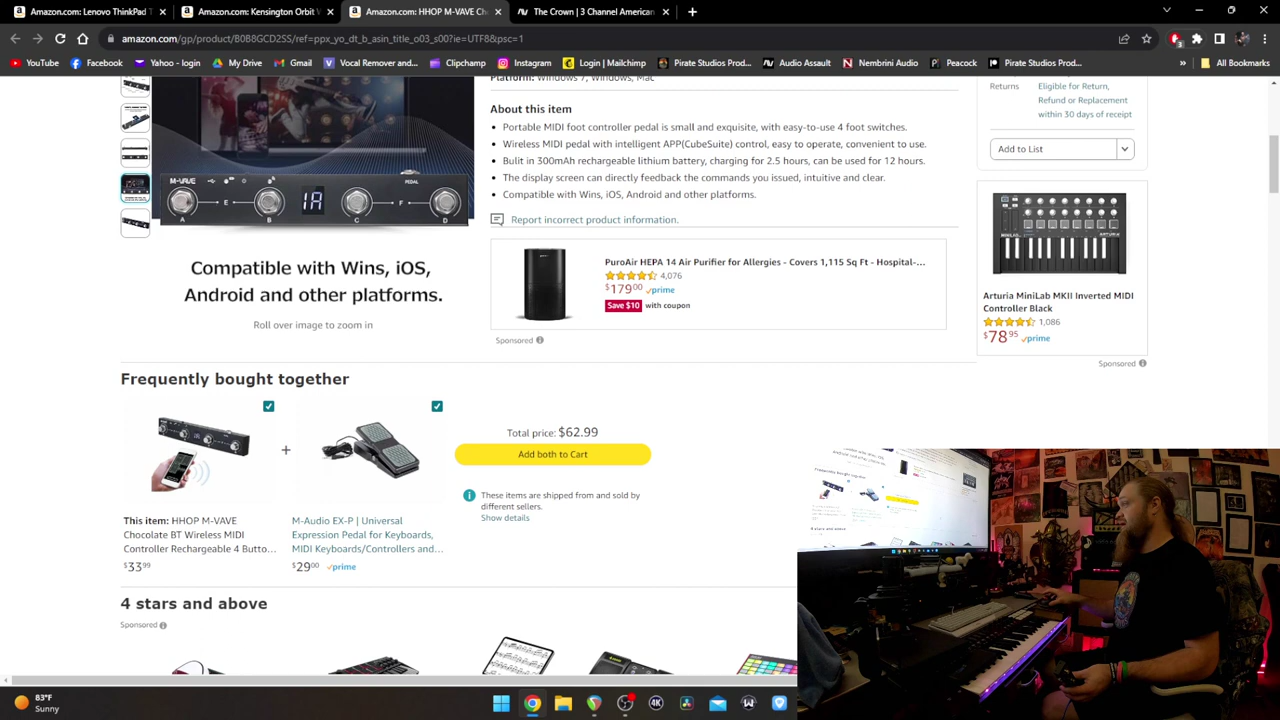 Amazon.com: Lenovo ThinkPad T
Amazon.com: Kensington Orbit W
Amazon.com: HHOP M-VAVE Cho
The Crown | 3 Channel American
amazon.com/gp/product/B0B8GCD2SS/ref=ppx_yo_dt_b_asin_title_o03_s00?ie=UTF8&psc=1
YouTube
Facebook
Yahoo - login
My Drive
Gmail
Vocal Remover and...
Clipchamp
Instagram
Login | Mailchimp
Pirate Studios Prod...
Audio Assault
Nembrini Audio
Peacock
Pirate Studios Prod...
All Bookmarks
Platform: Windows 7, Windows, Mac
About this item
Portable MIDI foot controller pedal is small and exquisite, with easy-to-use 4 foot switches.
Wireless MIDI pedal with intelligent APP(CubeSuite) control, easy to operate, convenient to use.
Bulit in 300mAh rechargeable lithium battery, charging for 2.5 hours, can be used for 12 hours.
The display screen can directly feedback the commands you issued, intuitive and clear.
Compatible with Wins, iOS, Android and other platforms.
Report incorrect product information.
M-VAVE
PEDAL
1A
A E B C F D
Compatible with Wins, iOS,
Android and other platforms.
Roll over image to zoom in
PuroAir HEPA 14 Air Purifier for Allergies - Covers 1,115 Sq Ft - Hospital-...
4,076
$179.00 prime
Save $10 with coupon
Sponsored
Returns
Eligible for Return,
Refund or Replacement
within 30 days of receipt
Add to List
Arturia MiniLab MKII Inverted MIDI
Controller Black
1,086
$78.95 prime
Sponsored
Frequently bought together
+
Total price: $62.99
Add both to Cart
These items are shipped from and sold by
different sellers.
Show details
This item: HHOP M-VAVE
Chocolate BT Wireless MIDI
Controller Rechargeable 4 Butto...
$33.99
M-Audio EX-P | Universal
Expression Pedal for Keyboards,
MIDI Keyboards/Controllers and...
$29.00 prime
4 stars and above
Sponsored
83°F
Sunny